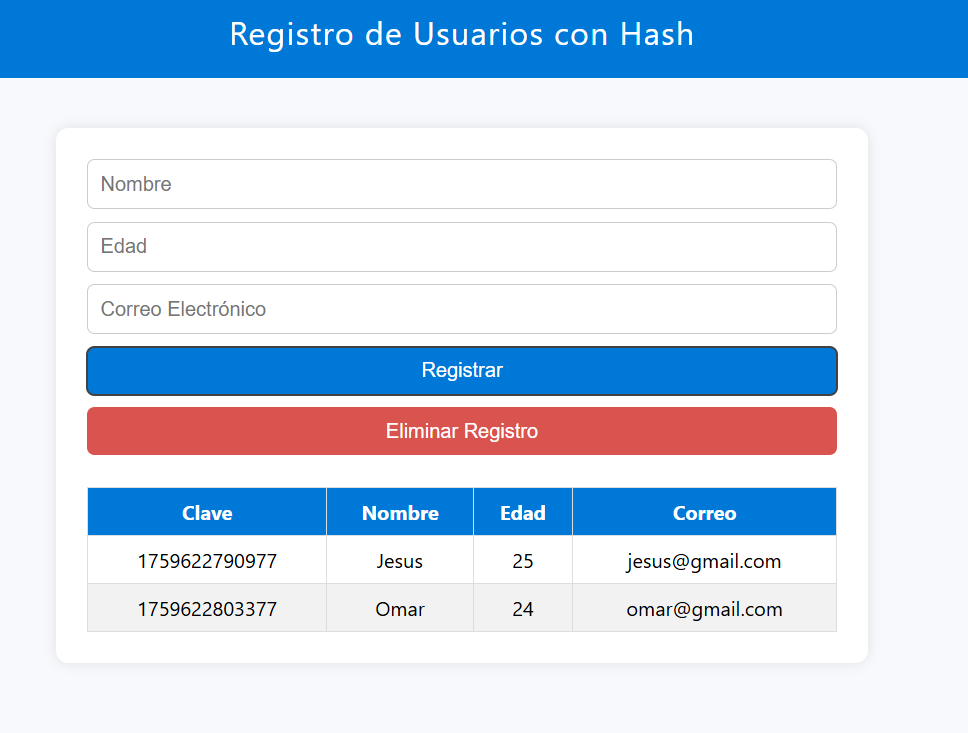 Registro de Usuarios con Hash
Nombre
Edad
Correo Electrónico
Registrar
Eliminar Registro
Clave Nombre Edad Correo
1759622790977 Jesus 25 jesus@gmail.com
1759622803377 Omar 24 omar@gmail.com